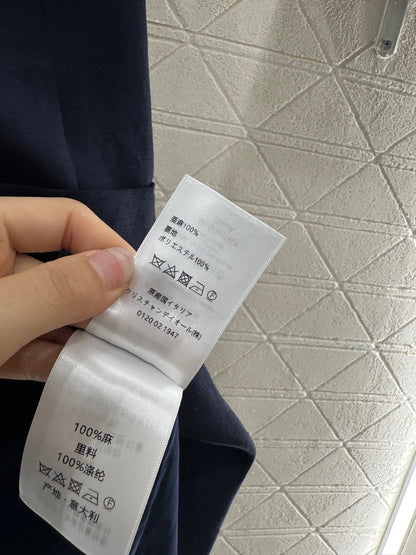 亜麻100%
裏地
ポリエステル100%
F
原産国イタリア
クリスチャンディオール(株)
0120 02 1947
100%麻
里料
100%涤纶
F
产地:意大利